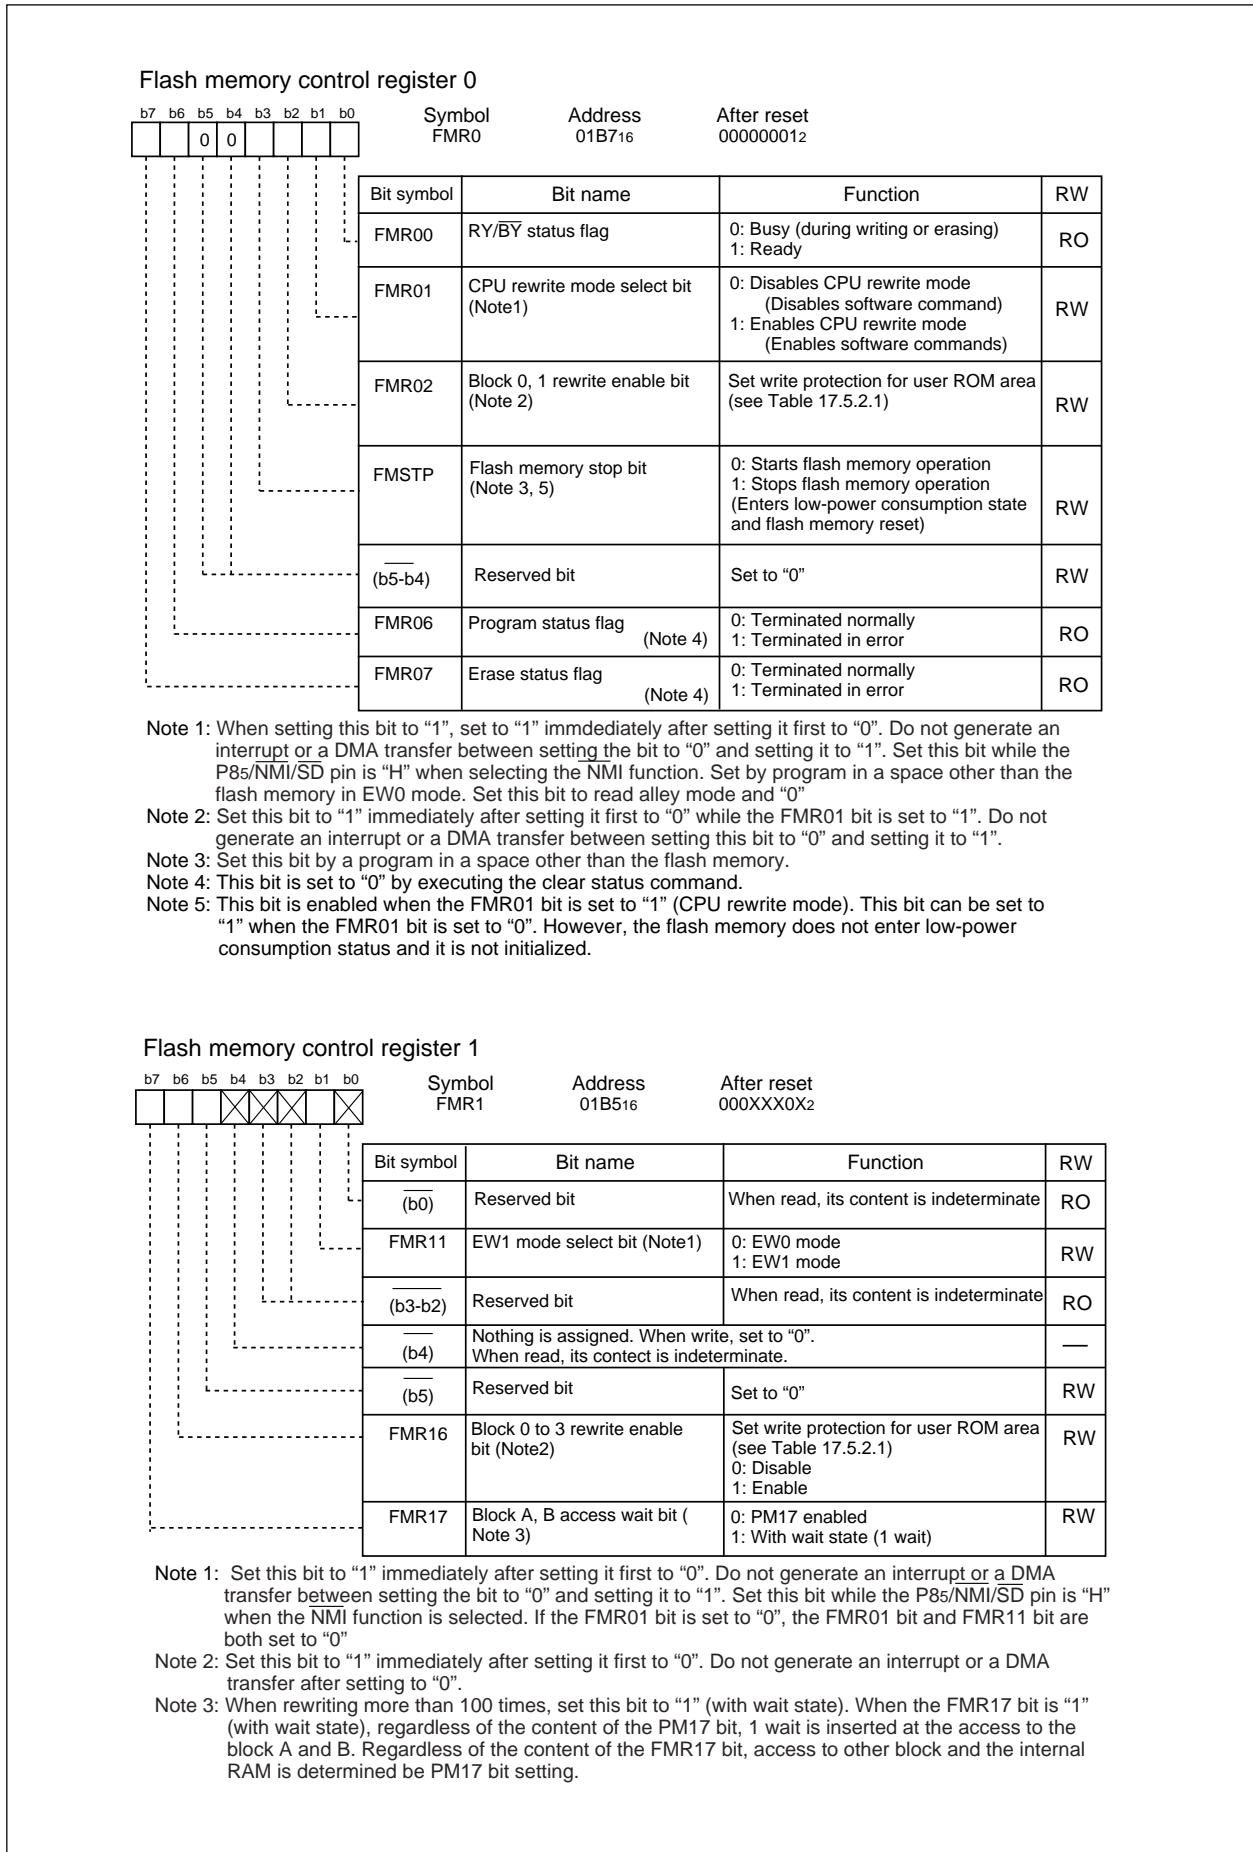 Flash memory control register 0
b7 b6 b5 b4 b3 b2 b1 b0
0 0
Symbol Address After reset
FMR0 01B716 000000012
Bit symbol Bit name Function RW
FMR00 RY/BY status flag 0: Busy (during writing or erasing)
1: Ready RO
FMR01 CPU rewrite mode select bit 0: Disables CPU rewrite mode
(Note1) (Disables software command)
1: Enables CPU rewrite mode RW
(Enables software commands)
FMR02 Block 0, 1 rewrite enable bit Set write protection for user ROM area
(Note 2) (see Table 17.5.2.1) RW
FMSTP Flash memory stop bit 0: Starts flash memory operation
(Note 3, 5) 1: Stops flash memory operation
(Enters low-power consumption state RW
and flash memory reset)
(b5-b4) Reserved bit Set to “0” RW
FMR06 Program status flag 0: Terminated normally
(Note 4) 1: Terminated in error RO
FMR07 Erase status flag 0: Terminated normally
(Note 4) 1: Terminated in error RO
Note 1: When setting this bit to “1”, set to “1” immdediately after setting it first to “0”. Do not generate an
interrupt or a DMA transfer between setting the bit to “0” and setting it to “1”. Set this bit while the
P85/NMI/SD pin is “H” when selecting the NMI function. Set by program in a space other than the
flash memory in EW0 mode. Set this bit to read alley mode and “0”
Note 2: Set this bit to “1” immediately after setting it first to “0” while the FMR01 bit is set to “1”. Do not
generate an interrupt or a DMA transfer between setting this bit to “0” and setting it to “1”.
Note 3: Set this bit by a program in a space other than the flash memory.
Note 4: This bit is set to “0” by executing the clear status command.
Note 5: This bit is enabled when the FMR01 bit is set to “1” (CPU rewrite mode). This bit can be set to
“1” when the FMR01 bit is set to “0”. However, the flash memory does not enter low-power
consumption status and it is not initialized.
Flash memory control register 1
b7 b6 b5 b4 b3 b2 b1 b0
Symbol Address After reset
FMR1 01B516 000XXX0X2
Bit symbol Bit name Function RW
(b0) Reserved bit When read, its content is indeterminate RO
FMR11 EW1 mode select bit (Note1) 0: EW0 mode
1: EW1 mode RW
(b3-b2) Reserved bit When read, its content is indeterminate RO
Nothing is assigned. When write, set to “0”.
(b4) When read, its contect is indeterminate. —
(b5) Reserved bit Set to “0” RW
FMR16 Block 0 to 3 rewrite enable Set write protection for user ROM area RW
bit (Note2) (see Table 17.5.2.1)
0: Disable
1: Enable
FMR17 Block A, B access wait bit ( 0: PM17 enabled RW
Note 3) 1: With wait state (1 wait)
Note 1: Set this bit to “1” immediately after setting it first to “0”. Do not generate an interrupt or a DMA
transfer between setting the bit to “0” and setting it to “1”. Set this bit while the P85/NMI/SD pin is “H”
when the NMI function is selected. If the FMR01 bit is set to “0”, the FMR01 bit and FMR11 bit are
both set to “0”
Note 2: Set this bit to “1” immediately after setting it first to “0”. Do not generate an interrupt or a DMA
transfer after setting to “0”.
Note 3: When rewriting more than 100 times, set this bit to “1” (with wait state). When the FMR17 bit is “1”
(with wait state), regardless of the content of the PM17 bit, 1 wait is inserted at the access to the
block A and B. Regardless of the content of the FMR17 bit, access to other block and the internal
RAM is determined be PM17 bit setting.